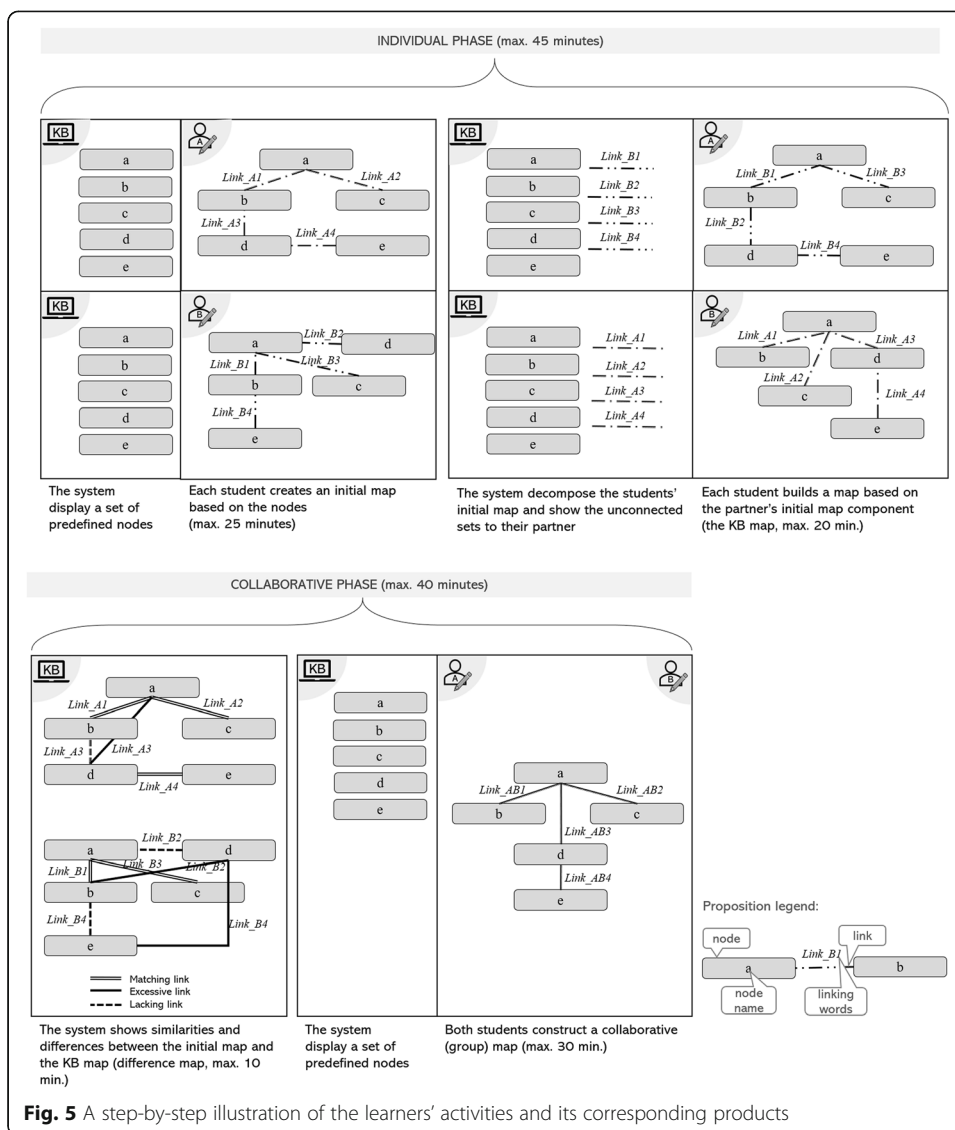 INDIVIDUAL PHASE (max. 45 minutes)
KB
a
b
c
d
e
A
a
Link_A1
Link_A2
b
c
Link_A3
d
Link_A4
e
a
b
c
d
e
Link_B1
Link_B2
Link_B3
Link_B4
A
a
Link_B1
Link_B3
b
c
Link_B2
d
Link_B4
e
KB
a
b
c
d
e
B
a
Link_B2
d
Link_B1
Link_B3
b
c
Link_B4
e
a
b
c
d
e
Link_A1
Link_A2
Link_A3
Link_A4
B
a
Link_A1
Link_A3
b
d
Link_A2
c
Link_A4
e
The system
display a set of
predefined nodes
Each student creates an initial map
based on the nodes
(max. 25 minutes)
The system decompose the students'
initial map and show the unconnected
sets to their partner
Each student builds a map based on
the partner's initial map component
(the KB map, max. 20 min.)
COLLABORATIVE PHASE (max. 40 minutes)
KB
a
Link_A1
Link_A2
b
c
Link_A3
Link_A3
d
e
Link_A4
a
Link_B2
d
Link_B1
Link_B3
Link_B2
b
c
Link_B4
Link_B4
e
Matching link
Excessive link
Lacking link
KB
a
b
c
d
e
A
B
a
Link_AB1
Link_AB2
b
c
Link_AB3
d
Link_AB4
e
Proposition legend:
node
link
Link_B1
a
b
node
name
linking
words
The system shows similarities and
differences between the initial map and
the KB map (difference map, max. 10
min.)
The system
display a set of
predefined nodes
Both students construct a collaborative
(group) map (max. 30 min.)
Fig. 5 A step-by-step illustration of the learners' activities and its corresponding products